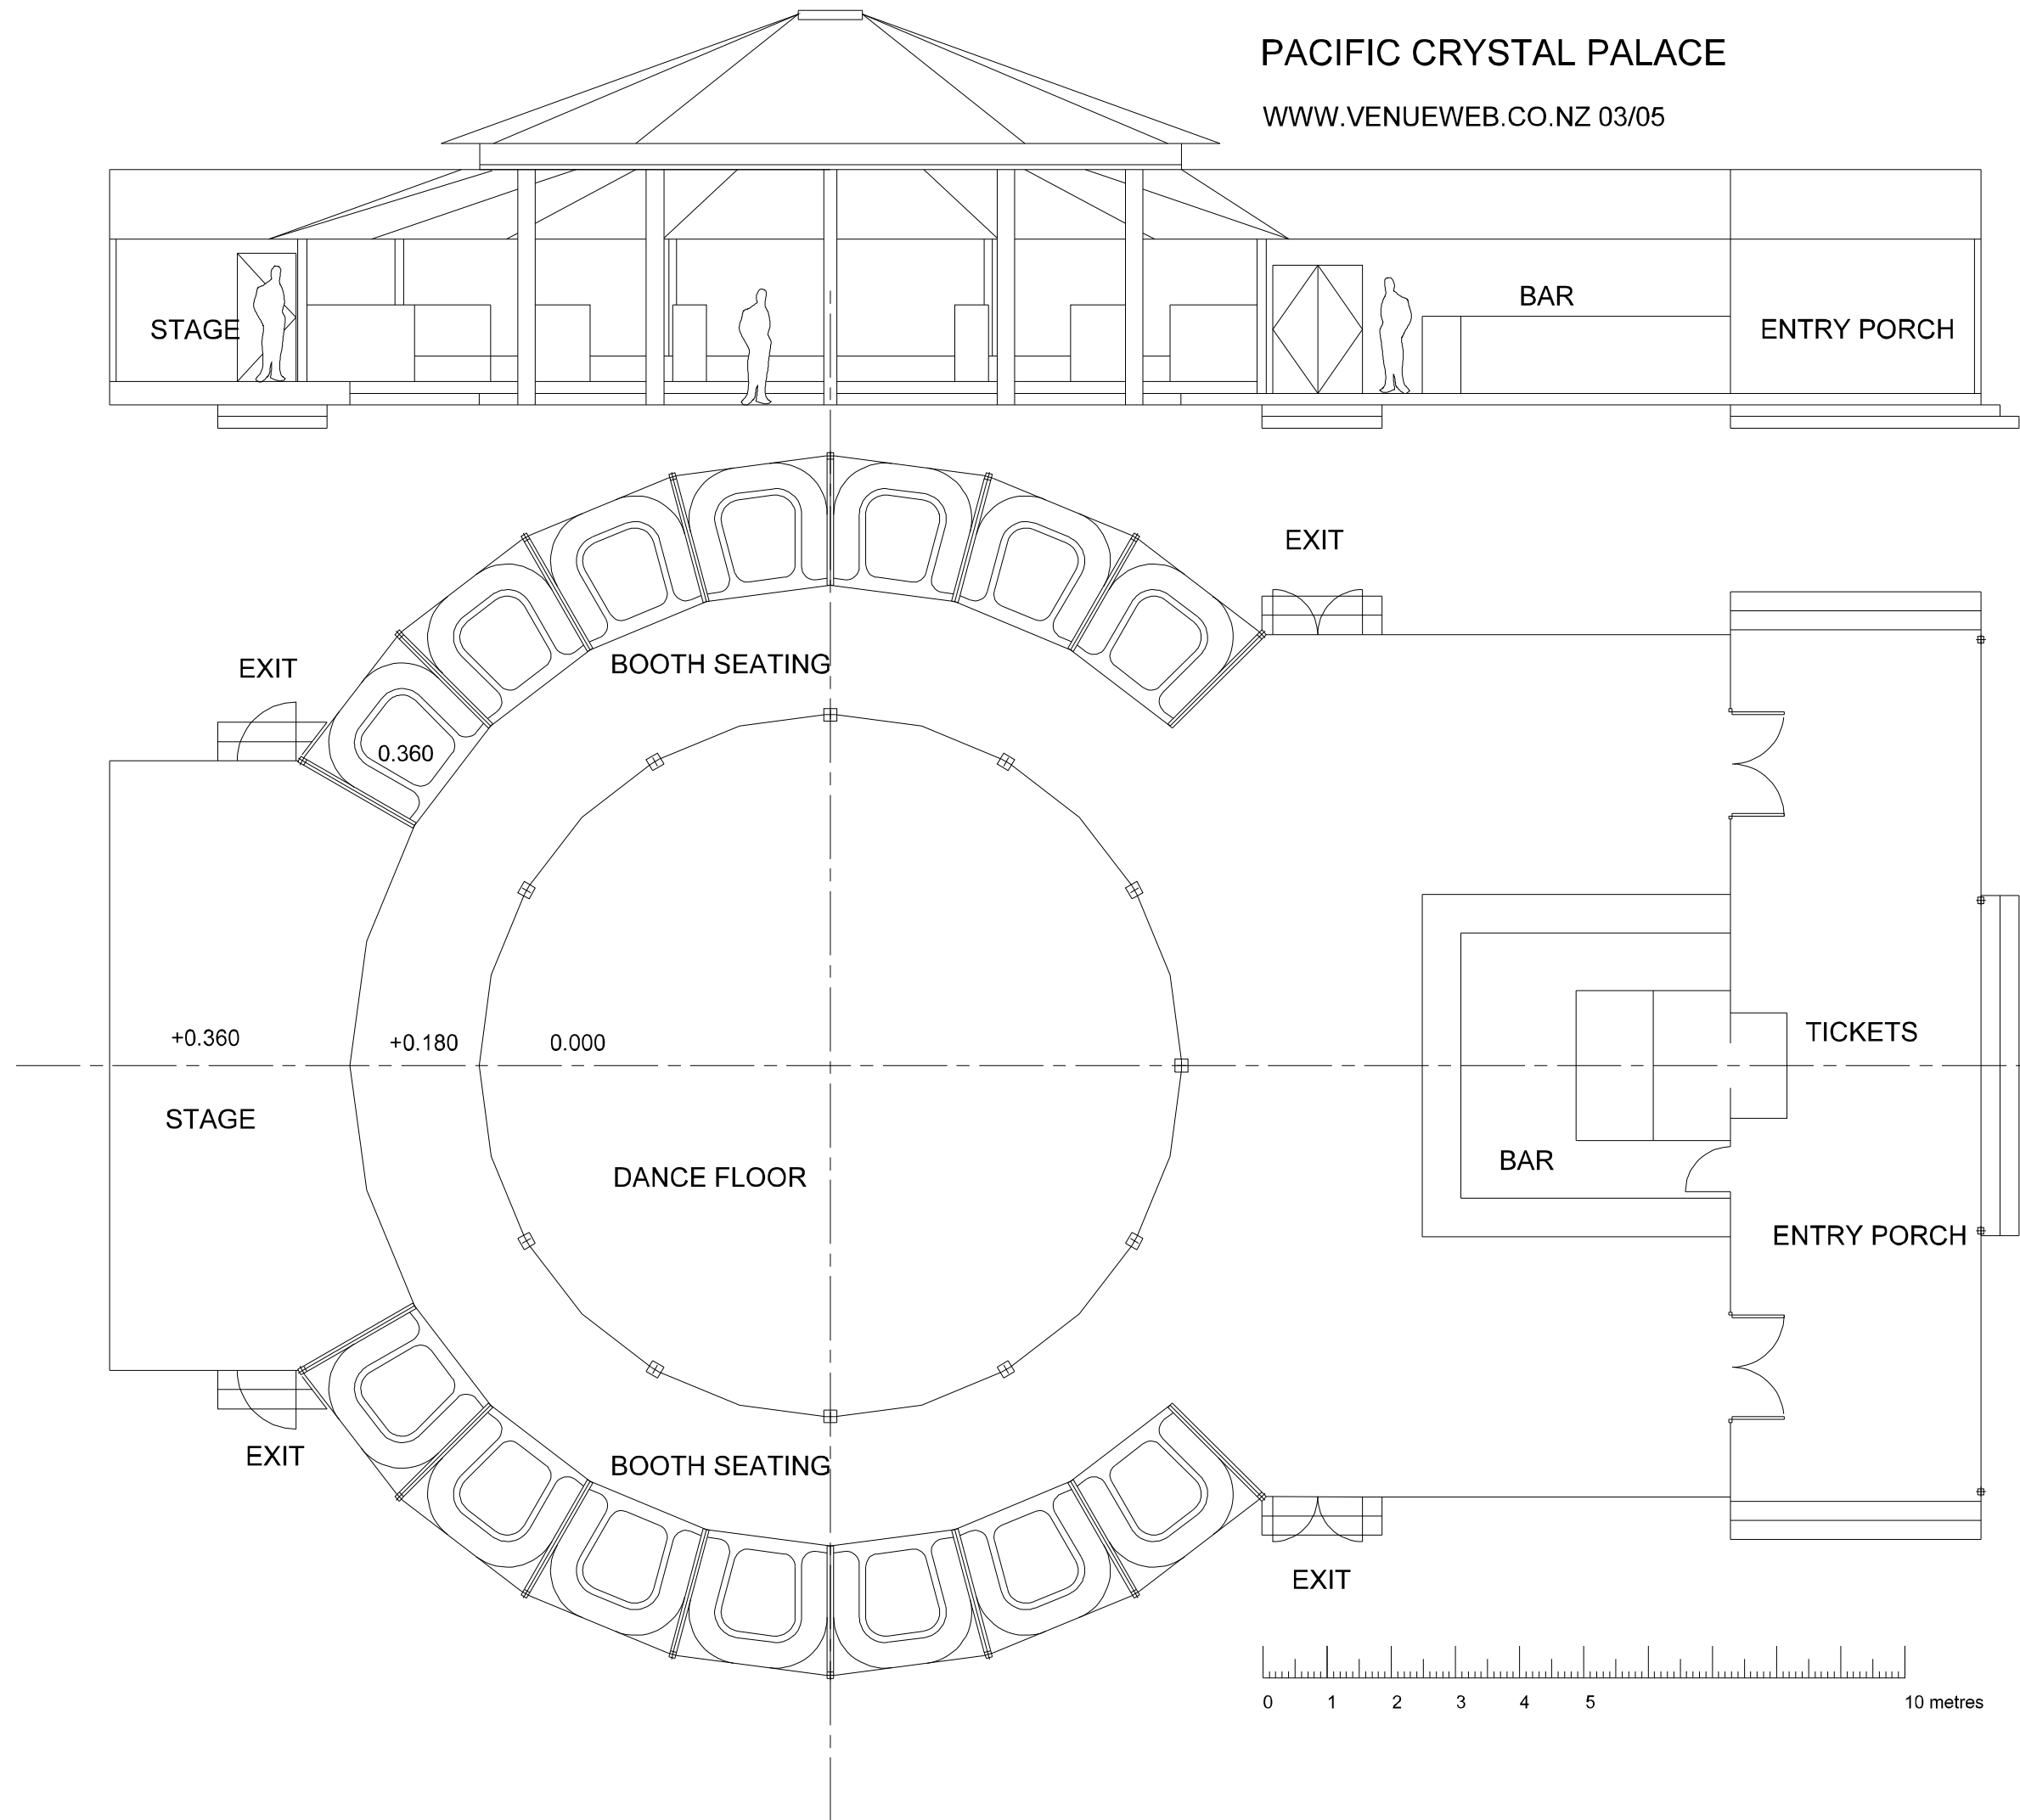 PACIFIC CRYSTAL PALACE
WWW.VENUEWEB.CO.NZ 03/05
STAGE
BAR
ENTRY PORCH
EXIT
EXIT
BOOTH SEATING
0.360
+0.360
+0.180
0.000
TICKETS
STAGE
DANCE FLOOR
BAR
ENTRY PORCH
EXIT
BOOTH SEATING
EXIT
0 1 2 3 4 5 10 metres